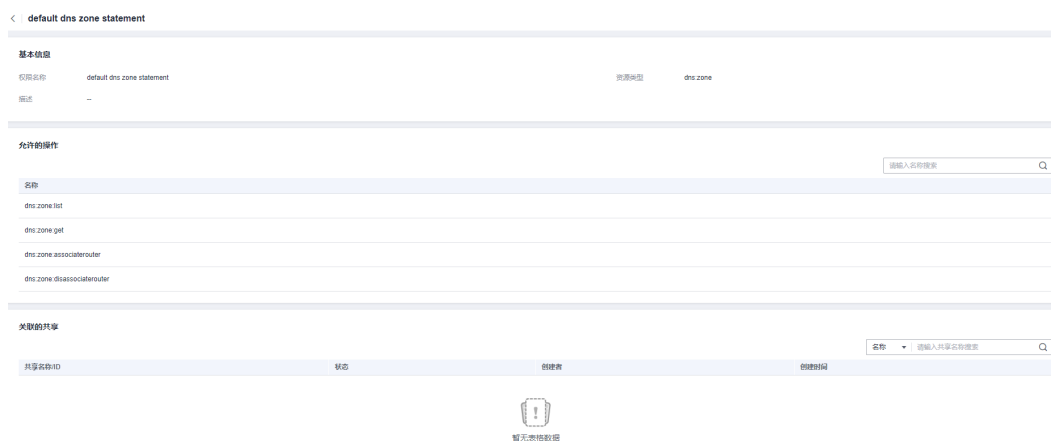 default dns zone statement
基本信息
权限名称 default dns zone statement 资源类型 dns:zone
描述 --
允许的操作
请输入名称搜索
名称
dns:zone:list
dns:zone:get
dns:zone:associaterouter
dns:zone:disassociaterouter
关联的共享
名称 请输入共享名称搜索
共享名称/ID 状态 创建者 创建时间
暂无表格数据